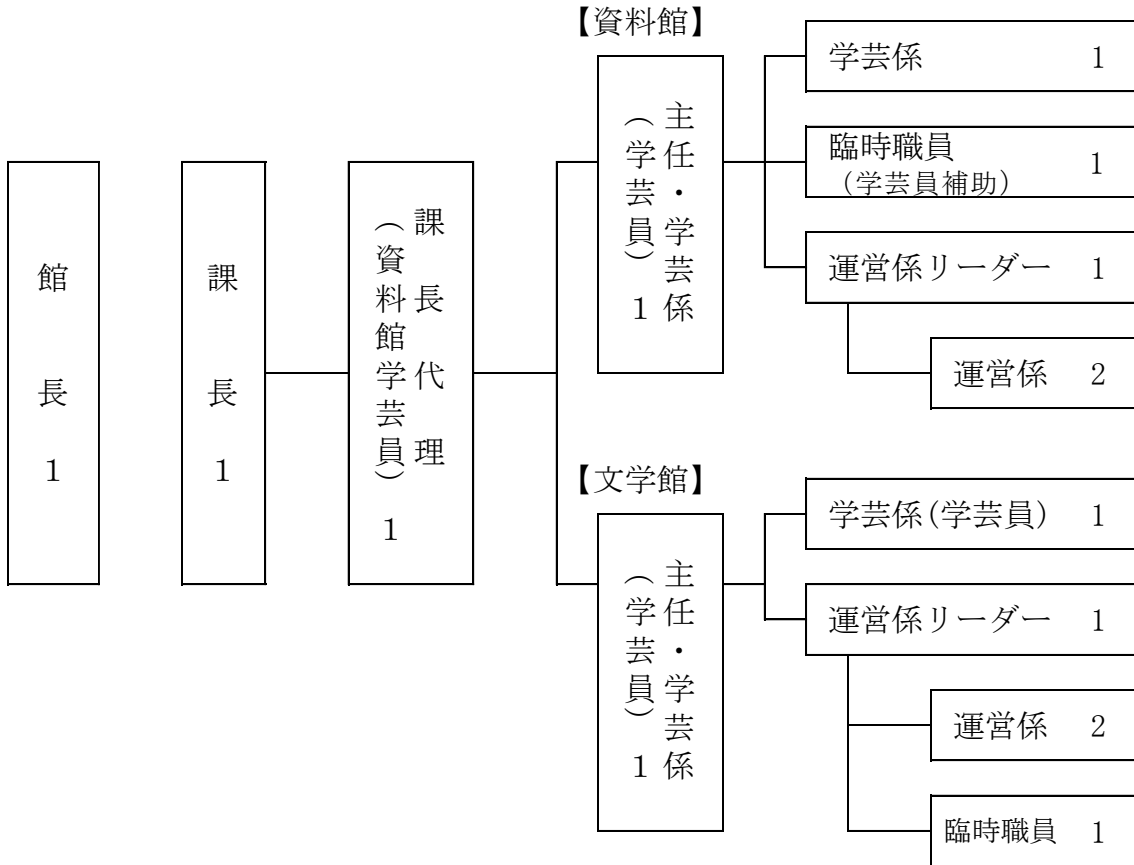 館長 1
課長 1
課長代理
（資料館学芸員） 1
【資料館】
主任・学芸係
（学芸員） 1
学芸係 1
臨時職員 1
（学芸員補助）
運営係リーダー 1
運営係 2
【文学館】
主任・学芸係
（学芸員） 1
学芸係(学芸員) 1
運営係リーダー 1
運営係 2
臨時職員 1